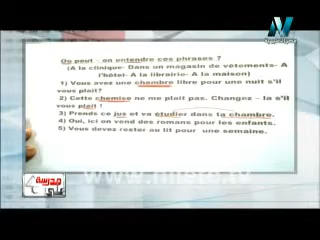 Où peut - on entendre ces phrases ?
(A la clinique- Dans un magasin de vêtements- A
l'hôtel- A la librairie- A la maison)
1) Vous avez une chambre libre pour une nuit s'il
vous plait?
2) Cette chemise ne me plait pas. Changez – la s'il
vous plait !
3) Prends ce jus et va étudier dans ta chambre.
4) Oui, ici on vend des romans pour les enfants.
5) Vous devez rester au lit pour une semaine.
مدرسة